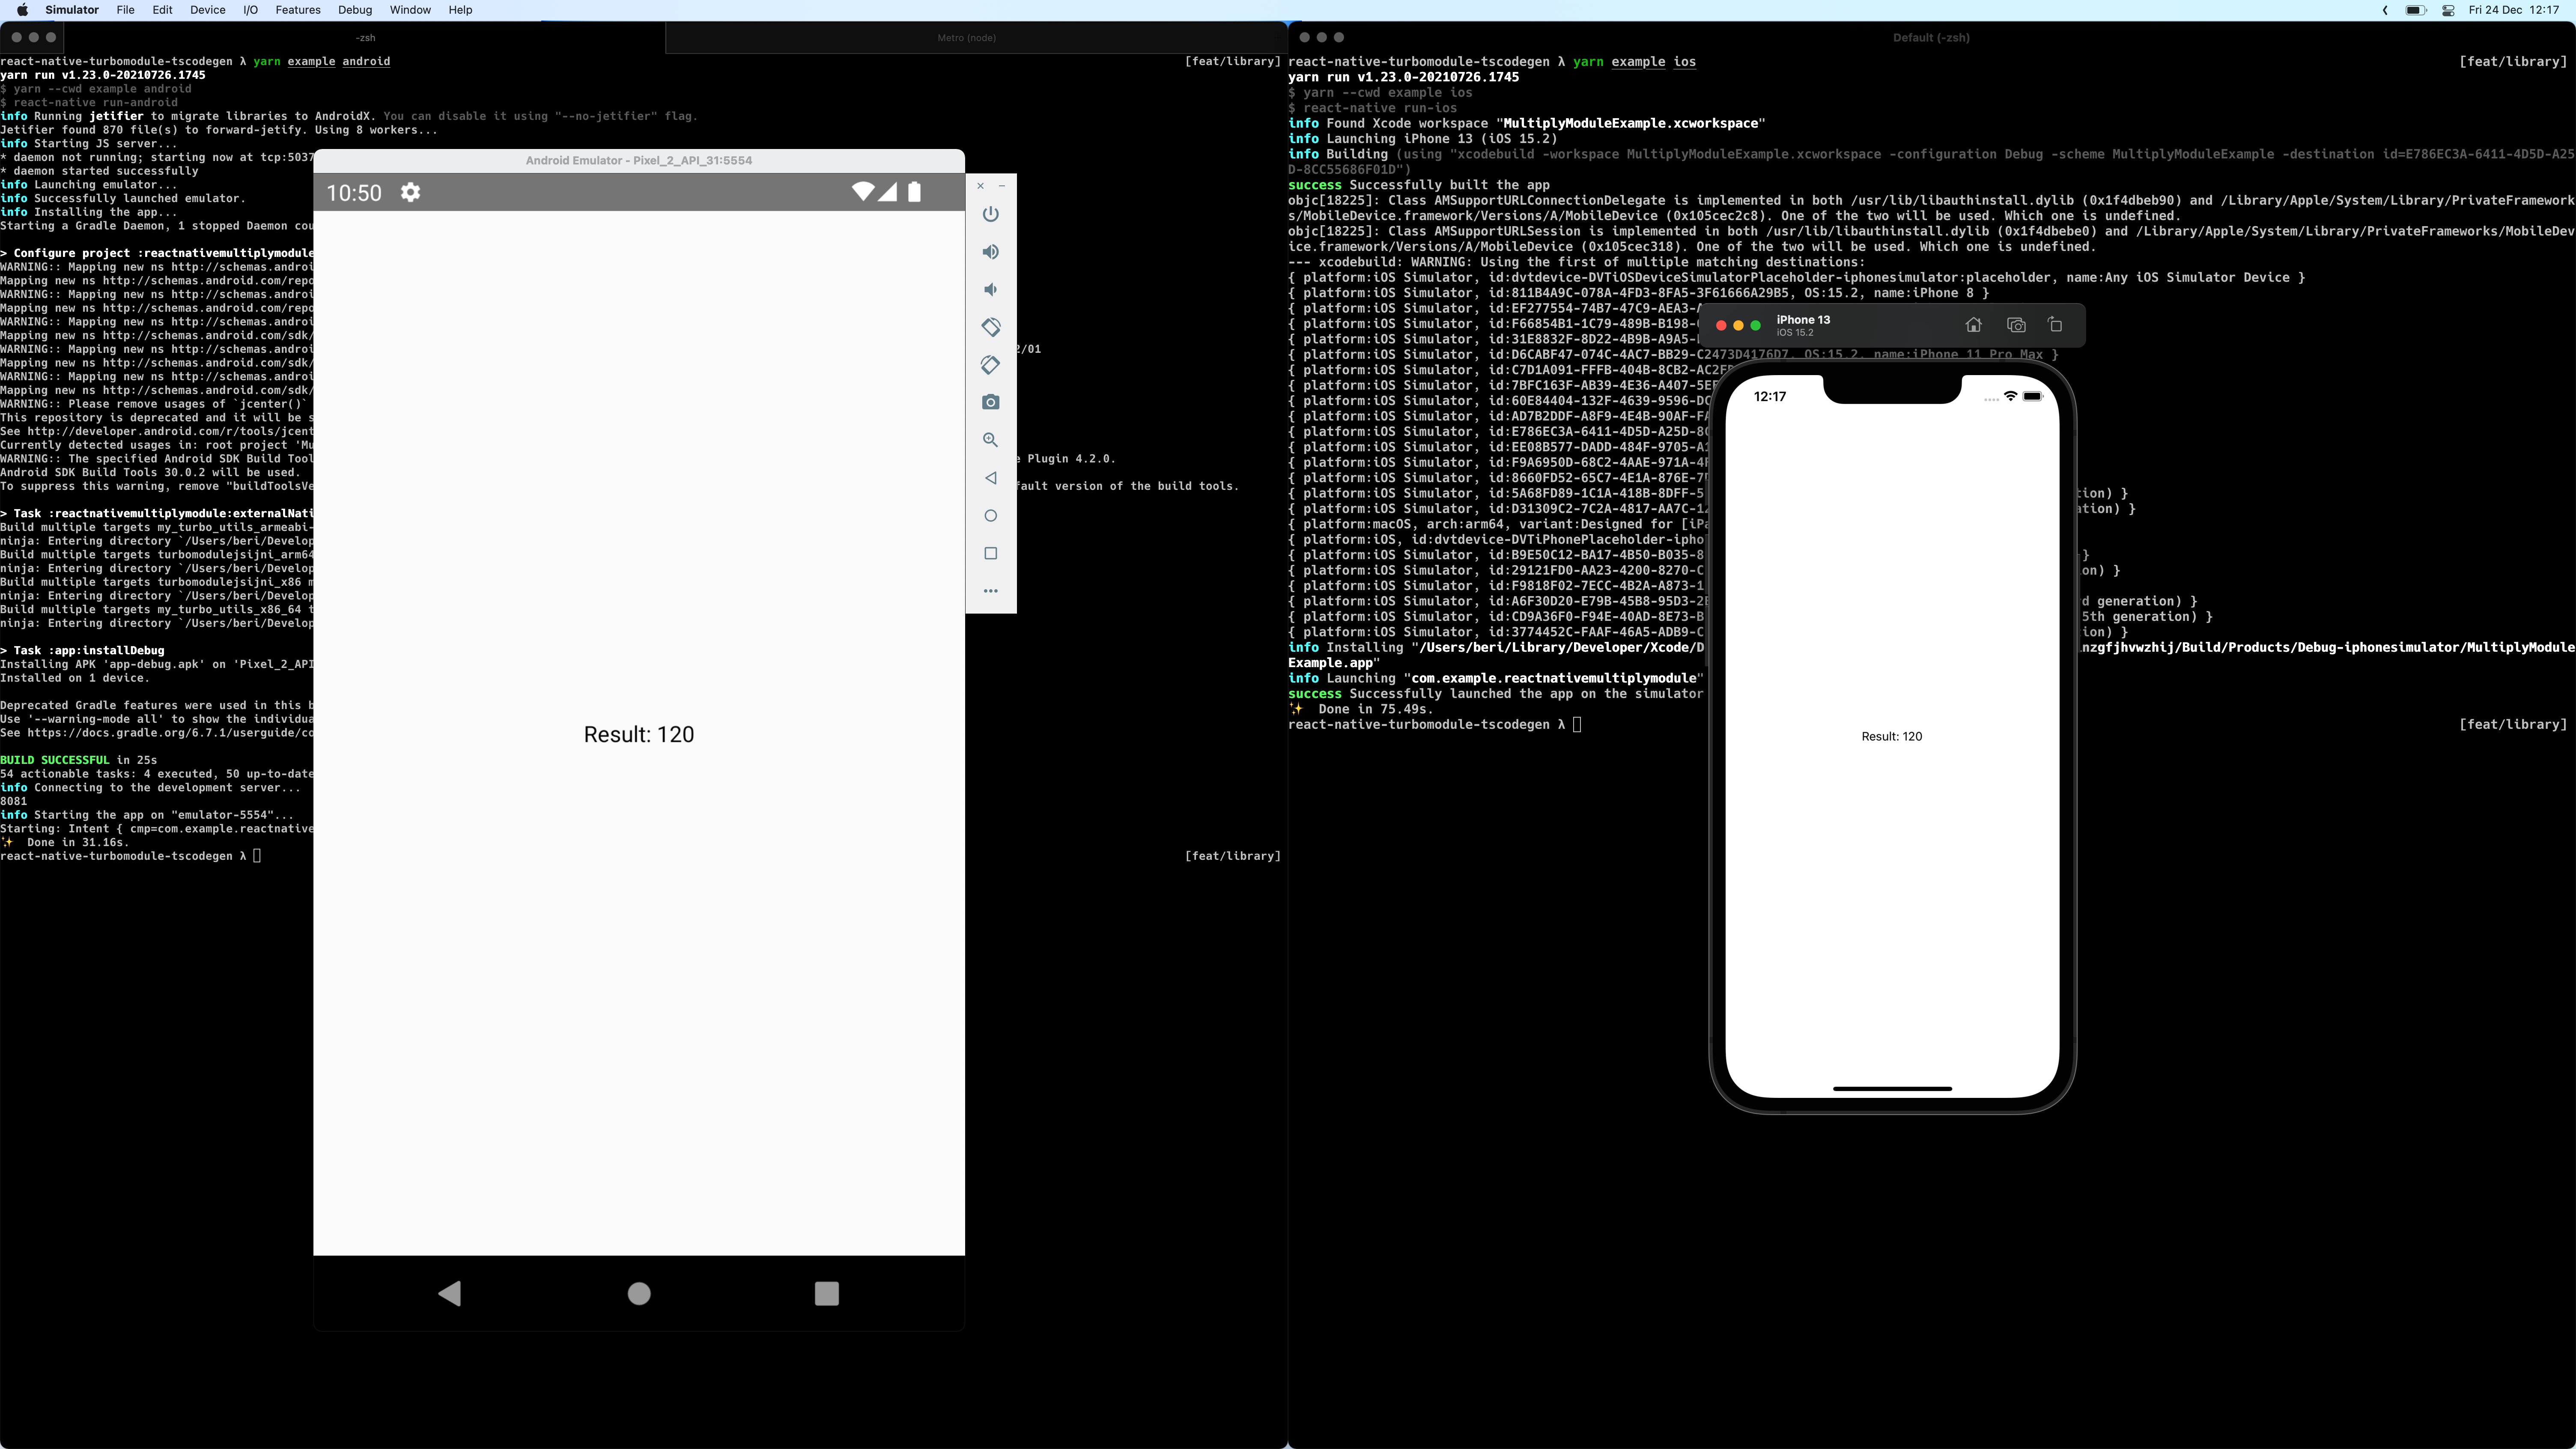 Simulator File Edit Device I/O Features Debug Window Help
Fri 24 Dec 12:17
-zsh
Metro (node)
react-native-turbomodule-tscodegen λ yarn example android [feat/library]
yarn run v1.23.0-20210726.1745
$ yarn --cwd example android
$ react-native run-android
info Running jetifier to migrate libraries to AndroidX. You can disable it using "--no-jetifier" flag.
Jetifier found 870 file(s) to forward-jetify. Using 8 workers...
info Starting JS server...
* daemon not running; starting now at tcp:5037
* daemon started successfully
info Launching emulator...
info Successfully launched emulator.
info Installing the app...
Starting a Gradle Daemon, 1 stopped Daemon cou
> Configure project :reactnativemultiplymodule
WARNING:: Mapping new ns http://schemas.androi
Mapping new ns http://schemas.android.com/repo
WARNING:: Mapping new ns http://schemas.androi
Mapping new ns http://schemas.android.com/repo
WARNING:: Mapping new ns http://schemas.androi
Mapping new ns http://schemas.android.com/sdk/
WARNING:: Mapping new ns http://schemas.androi 2/01
Mapping new ns http://schemas.android.com/sdk/
WARNING:: Mapping new ns http://schemas.androi
Mapping new ns http://schemas.android.com/sdk/
WARNING:: Please remove usages of `jcenter()`
This repository is deprecated and it will be s
See http://developer.android.com/r/tools/jcent
Currently detected usages in: root project 'Mu
WARNING:: The specified Android SDK Build Tool e Plugin 4.2.0.
Android SDK Build Tools 30.0.2 will be used.
To suppress this warning, remove "buildToolsVe fault version of the build tools.
> Task :reactnativemultiplymodule:externalNati
Build multiple targets my_turbo_utils_armeabi-
ninja: Entering directory `/Users/beri/Develop
Build multiple targets turbomodulejsijni_arm64
ninja: Entering directory `/Users/beri/Develop
Build multiple targets turbomodulejsijni_x86 m
ninja: Entering directory `/Users/beri/Develop
Build multiple targets my_turbo_utils_x86_64 t
ninja: Entering directory `/Users/beri/Develop
> Task :app:installDebug
Installing APK 'app-debug.apk' on 'Pixel_2_API
Installed on 1 device.
Deprecated Gradle features were used in this b
Use '--warning-mode all' to show the individua
See https://docs.gradle.org/6.7.1/userguide/co
BUILD SUCCESSFUL in 25s
54 actionable tasks: 4 executed, 50 up-to-date
info Connecting to the development server...
8081
info Starting the app on "emulator-5554"...
Starting: Intent { cmp=com.example.reactnative
✨ Done in 31.16s.
react-native-turbomodule-tscodegen λ [feat/library]
Android Emulator - Pixel_2_API_31:5554
10:50
Result: 120
Default (-zsh)
react-native-turbomodule-tscodegen λ yarn example ios [feat/library]
yarn run v1.23.0-20210726.1745
$ yarn --cwd example ios
$ react-native run-ios
info Found Xcode workspace "MultiplyModuleExample.xcworkspace"
info Launching iPhone 13 (iOS 15.2)
info Building (using "xcodebuild -workspace MultiplyModuleExample.xcworkspace -configuration Debug -scheme MultiplyModuleExample -destination id=E786EC3A-6411-4D5D-A25
D-8CC55686F01D")
success Successfully built the app
objc[18225]: Class AMSupportURLConnectionDelegate is implemented in both /usr/lib/libauthinstall.dylib (0x1f4dbeb90) and /Library/Apple/System/Library/PrivateFramework
s/MobileDevice.framework/Versions/A/MobileDevice (0x105cec2c8). One of the two will be used. Which one is undefined.
objc[18225]: Class AMSupportURLSession is implemented in both /usr/lib/libauthinstall.dylib (0x1f4dbebe0) and /Library/Apple/System/Library/PrivateFrameworks/MobileDev
ice.framework/Versions/A/MobileDevice (0x105cec318). One of the two will be used. Which one is undefined.
--- xcodebuild: WARNING: Using the first of multiple matching destinations:
{ platform:iOS Simulator, id:dvtdevice-DVTiOSDeviceSimulatorPlaceholder-iphonesimulator:placeholder, name:Any iOS Simulator Device }
{ platform:iOS Simulator, id:811B4A9C-078A-4FD3-8FA5-3F61666A29B5, OS:15.2, name:iPhone 8 }
{ platform:iOS Simulator, id:EF277554-74B7-47C9-AEA3-
{ platform:iOS Simulator, id:F66854B1-1C79-489B-B198-
{ platform:iOS Simulator, id:31E8832F-8D22-4B9B-A9A5-
{ platform:iOS Simulator, id:D6CABF47-074C-4AC7-BB29-C2473D4176D7, OS:15.2, name:iPhone 11 Pro Max }
{ platform:iOS Simulator, id:C7D1A091-FFFB-404B-8CB2-AC2
{ platform:iOS Simulator, id:7BFC163F-AB39-4E36-A407-5E
{ platform:iOS Simulator, id:60E84404-132F-4639-9596-DC
{ platform:iOS Simulator, id:AD7B2DDF-A8F9-4E4B-90AF-FA
{ platform:iOS Simulator, id:E786EC3A-6411-4D5D-A25D-8C
{ platform:iOS Simulator, id:EE08B577-DADD-484F-9705-A
{ platform:iOS Simulator, id:F9A6950D-68C2-4AAE-971A-4
{ platform:iOS Simulator, id:8660FD52-65C7-4E1A-876E-7
{ platform:iOS Simulator, id:5A68FD89-1C1A-418B-8DFF-5 tion) }
{ platform:iOS Simulator, id:D31309C2-7C2A-4817-AA7C-12 ation) }
{ platform:macOS, arch:arm64, variant:Designed for [iPa
{ platform:iOS, id:dvtdevice-DVTiPhonePlaceholder-ipho
{ platform:iOS Simulator, id:B9E50C12-BA17-4B50-B035-8 }
{ platform:iOS Simulator, id:29121FD0-AA23-4200-8270-C on) }
{ platform:iOS Simulator, id:F9818F02-7ECC-4B2A-A873-1
{ platform:iOS Simulator, id:A6F30D20-E79B-45B8-95D3-2 d generation) }
{ platform:iOS Simulator, id:CD9A36F0-F94E-40AD-8E73-B 5th generation) }
{ platform:iOS Simulator, id:3774452C-FAAF-46A5-ADB9-C ion) }
info Installing "/Users/beri/Library/Developer/Xcode/D nzgfjhvwzhij/Build/Products/Debug-iphonesimulator/MultiplyModule
Example.app"
info Launching "com.example.reactnativemultiplymodule"
success Successfully launched the app on the simulator
✨ Done in 75.49s.
react-native-turbomodule-tscodegen λ [feat/library]
iPhone 13
iOS 15.2
12:17
Result: 120